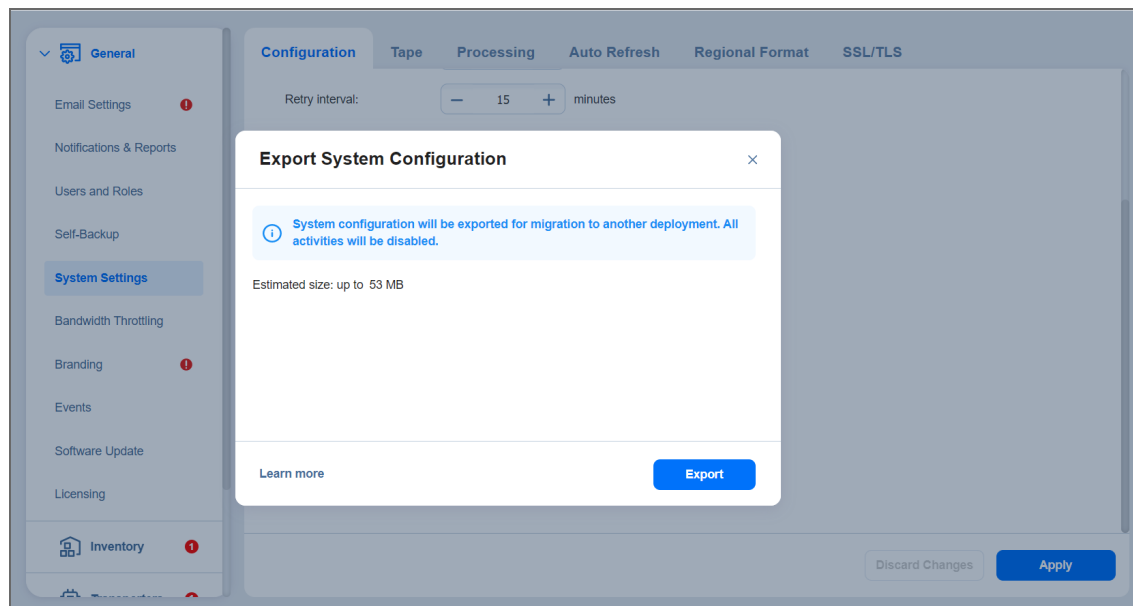 General
Email Settings
Notifications & Reports
Users and Roles
Self-Backup
System Settings
Bandwidth Throttling
Branding
Events
Software Update
Licensing
Inventory
1
Configuration Tape Processing Auto Refresh Regional Format SSL/TLS
Retry interval: 15 minutes
Export System Configuration
System configuration will be exported for migration to another deployment. All
activities will be disabled.
Estimated size: up to 53 MB
Learn more
Export
Discard Changes
Apply